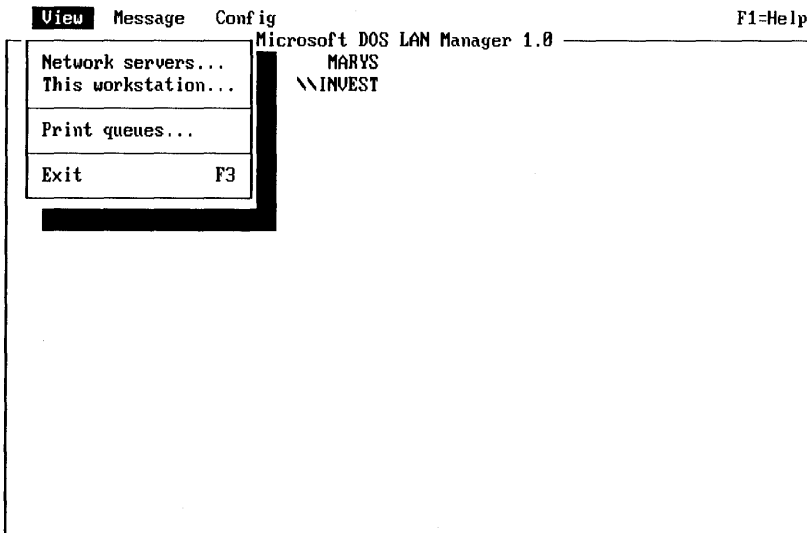 View Message Config F1=Help
Microsoft DOS LAN Manager 1.0
Network servers... MARYS
This workstation... \\INVEST
Print queues...
Exit F3